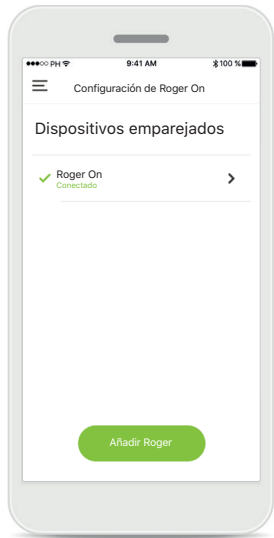 PH 9:41 AM 100 %
Configuración de Roger On
Dispositivos emparejados
Roger On
Conectado
Añadir Roger